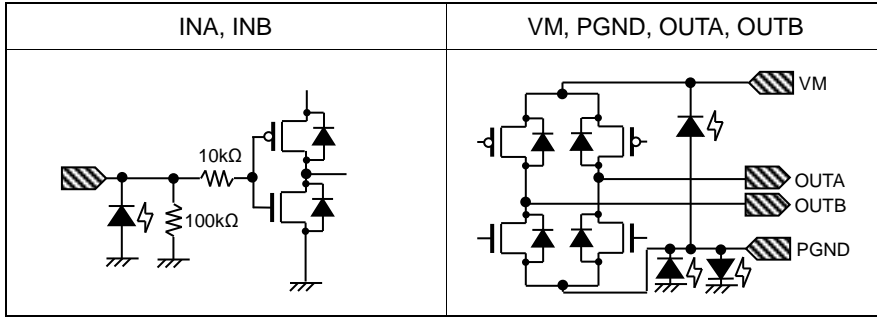 INA, INB
VM, PGND, OUTA, OUTB
10kΩ
100kΩ
VM
OUTA
OUTB
PGND